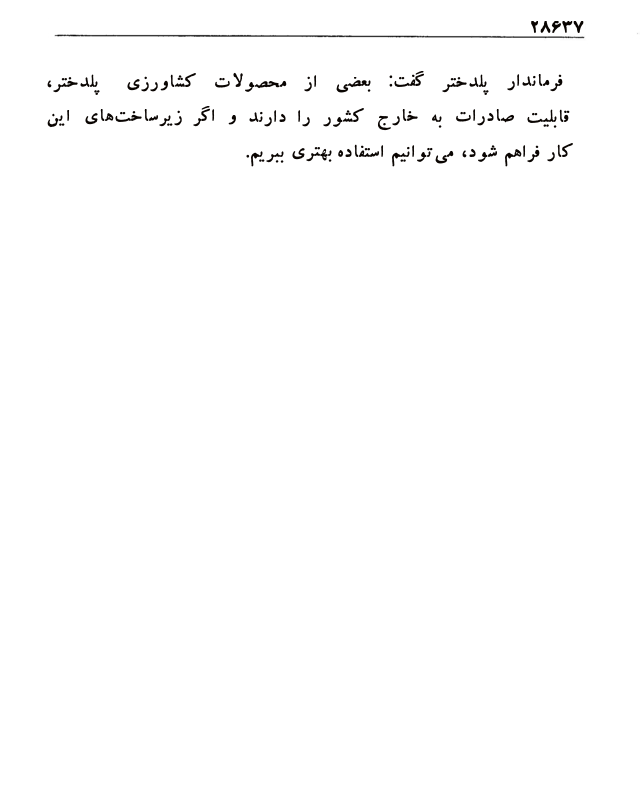 ۲۸۶۳۷
فرماندار پلدختر گفت: بعضی از محصولات کشاورزی پلدختر،
قابلیت صادرات به خارج کشور را دارند و اگر زیرساخت‌های این
کار فراهم شود، می‌توانیم استفاده بهتری ببریم.